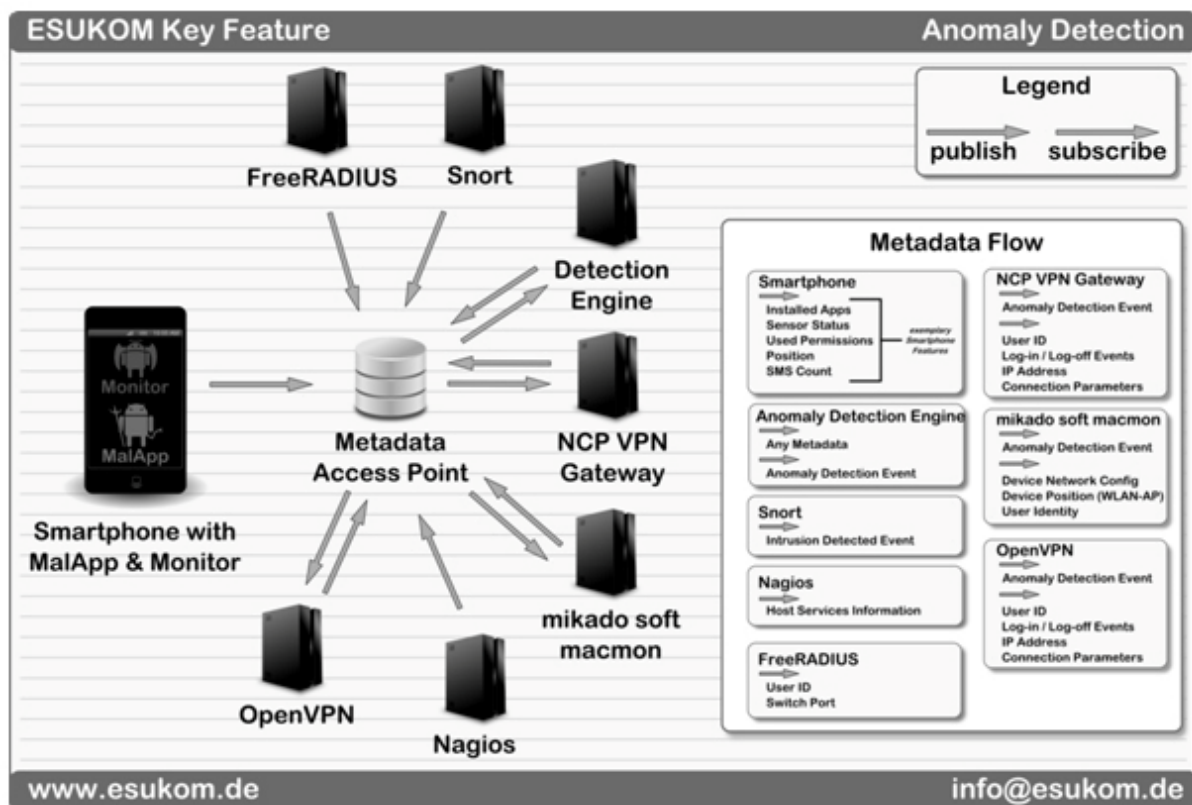 ESUKOM Key Feature
Anomaly Detection
Legend
publish
subscribe
FreeRADIUS
Snort
Detection
Engine
Metadata
Access Point
NCP VPN
Gateway
Monitor
MalApp
Smartphone with
MalApp & Monitor
mikado soft
macmon
OpenVPN
Nagios
Metadata Flow
Smartphone
Installed Apps
Sensor Status
Used Permissions
Position
SMS Count
exemplary
Smartphone
Features
Anomaly Detection Engine
Any Metadata
Anomaly Detection Event
Snort
Intrusion Detected Event
Nagios
Host Services Information
FreeRADIUS
User ID
Switch Port
NCP VPN Gateway
Anomaly Detection Event
User ID
Log-in / Log-off Events
IP Address
Connection Parameters
mikado soft macmon
Anomaly Detection Event
Device Network Config
Device Position (WLAN-AP)
User Identity
OpenVPN
Anomaly Detection Event
User ID
Log-in / Log-off Events
IP Address
Connection Parameters
www.esukom.de
info@esukom.de